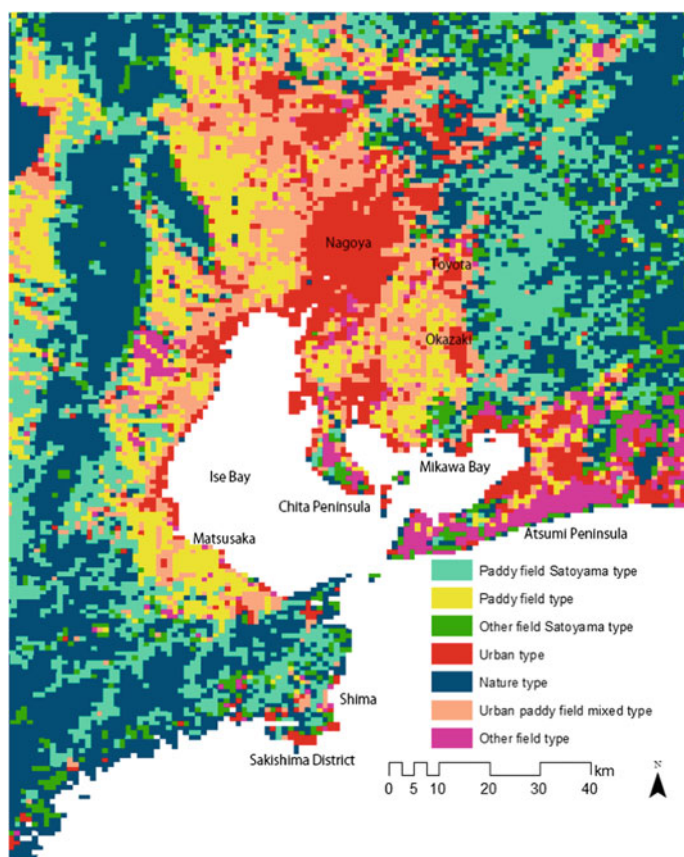 Nagoya
Toyota
Okazaki
Ise Bay
Mikawa Bay
Chita Peninsula
Matsusaka
Atsumi Peninsula
Paddy field Satoyama type
Paddy field type
Other field Satoyama type
Urban type
Nature type
Urban paddy field mixed type
Other field type
Shima
Sakishima District
km
0 5 10 20 30 40
N